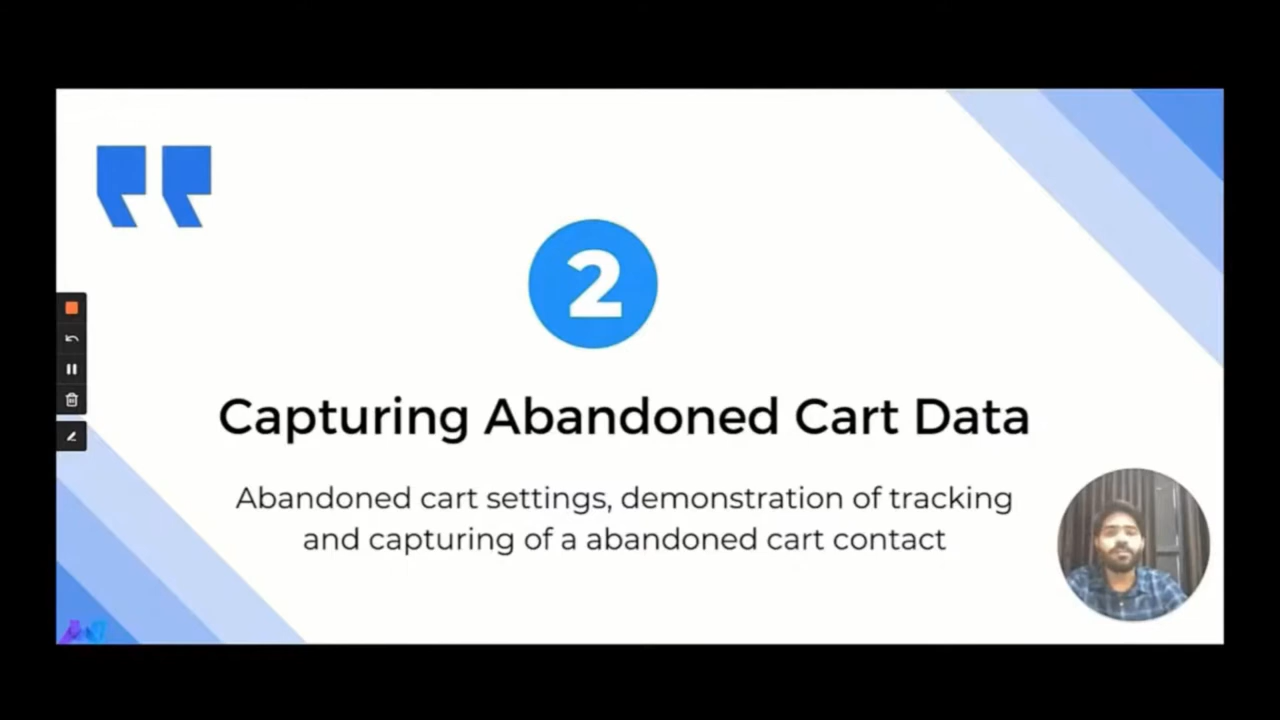 2
Capturing Abandoned Cart Data
Abandoned cart settings, demonstration of tracking
and capturing of a abandoned cart contact